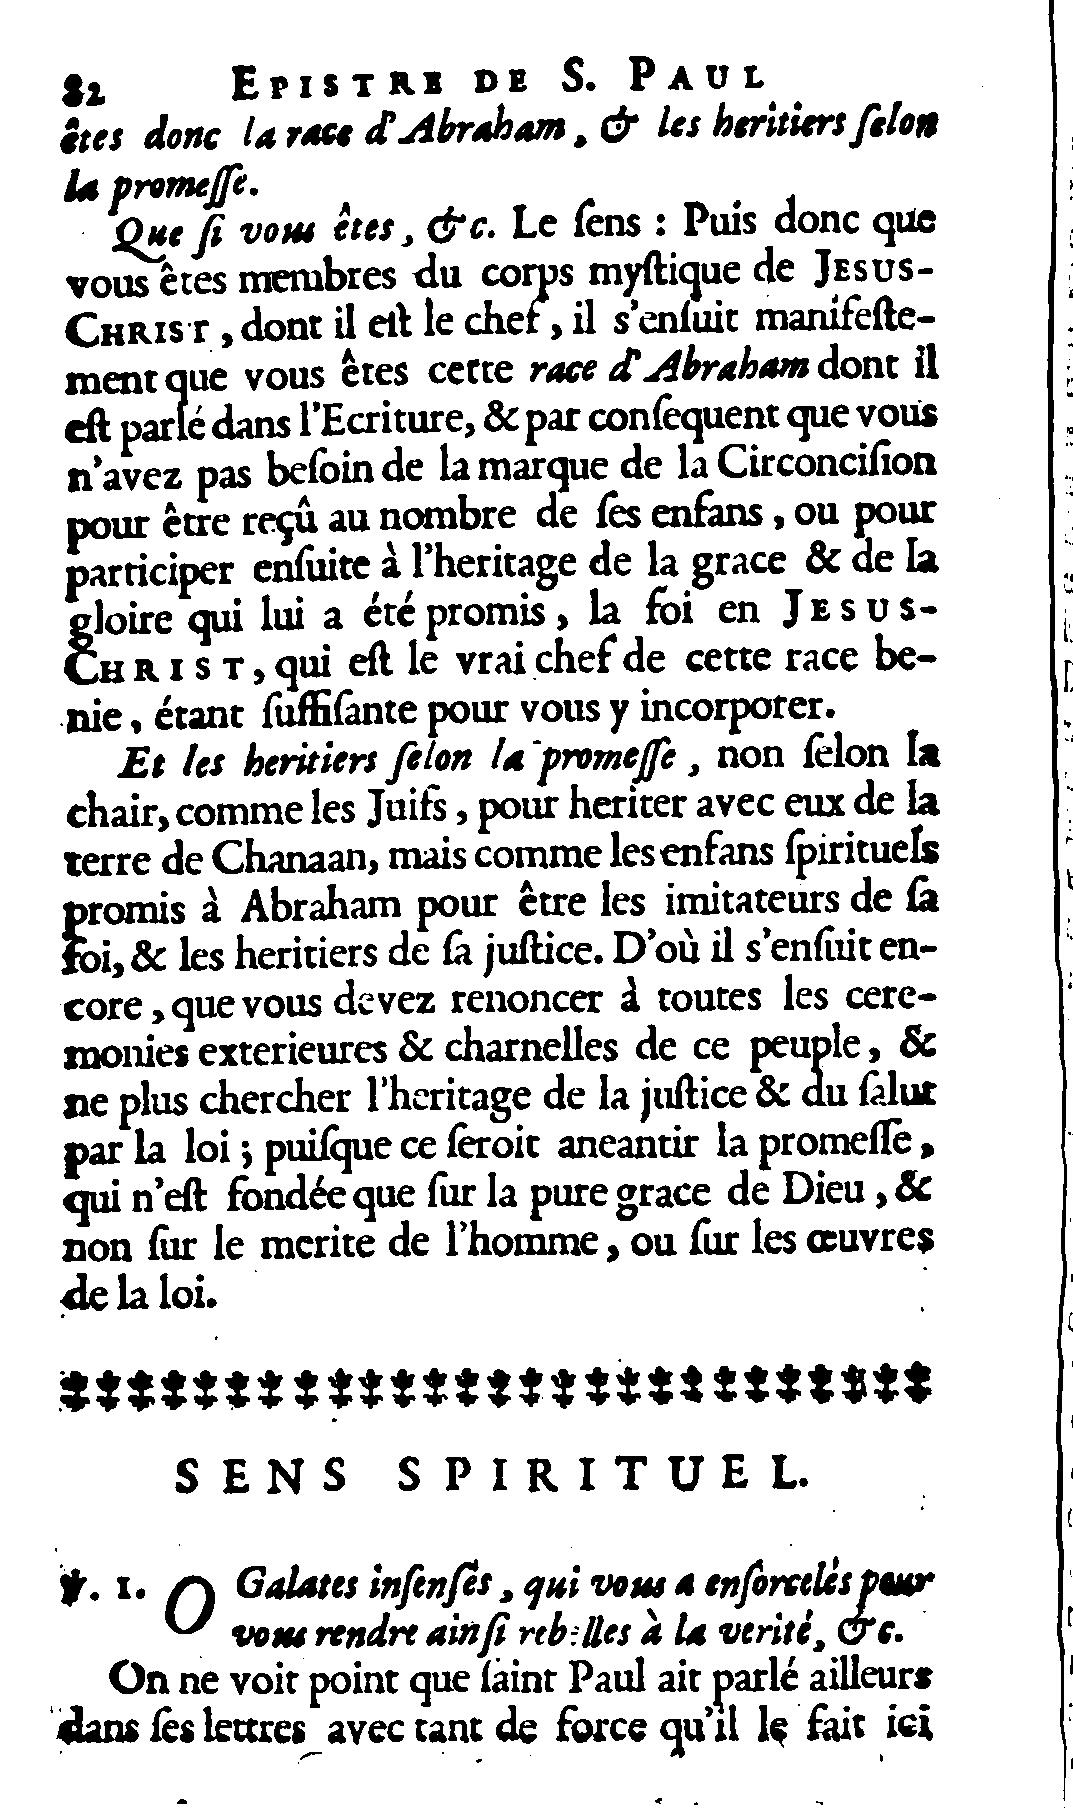 82 EPISTRE DE S. PAUL
êtes donc la race d'Abraham, & les heritiers ſelon
la promeſſe.
Que ſi vous êtes, &c. Le ſens : Puis donc que
vous êtes membres du corps myſtique de JESUS-
CHRIST, dont il eſt le chef, il s'enſuit manifeſte-
ment que vous êtes cette race d'Abraham dont il
eſt parlé dans l'Ecriture, & par conſequent que vous
n'avez pas beſoin de la marque de la Circonciſion
pour être reçû au nombre de ſes enfans, ou pour
participer enſuite à l'heritage de la grace & de la
gloire qui lui a été promis, la foi en JESUS-
CHRIST, qui eſt le vrai chef de cette race be-
nie, étant ſuffiſante pour vous y incorporer.
Et les heritiers ſelon la promeſſe, non ſelon la
chair, comme les Juifs, pour heriter avec eux de la
terre de Chanaan, mais comme les enfans ſpirituels
promis à Abraham pour être les imitateurs de ſa
foi, & les heritiers de ſa juſtice. D'où il s'enſuit en-
core, que vous devez renoncer à toutes les cere-
monies exterieures & charnelles de ce peuple, &
ne plus chercher l'heritage de la juſtice & du ſalut
par la loi ; puiſque ce ſeroit aneantir la promeſſe,
qui n'eſt fondée que ſur la pure grace de Dieu, &
non ſur le merite de l'homme, ou ſur les œuvres
de la loi.
SENS SPIRITUEL.
℣. 1. O Galates inſenſés, qui vous a enſorcelés pour
vous rendre ainſi rebelles à la verité, &c.
On ne voit point que ſaint Paul ait parlé ailleurs
dans ſes lettres avec tant de force qu'il le fait ici